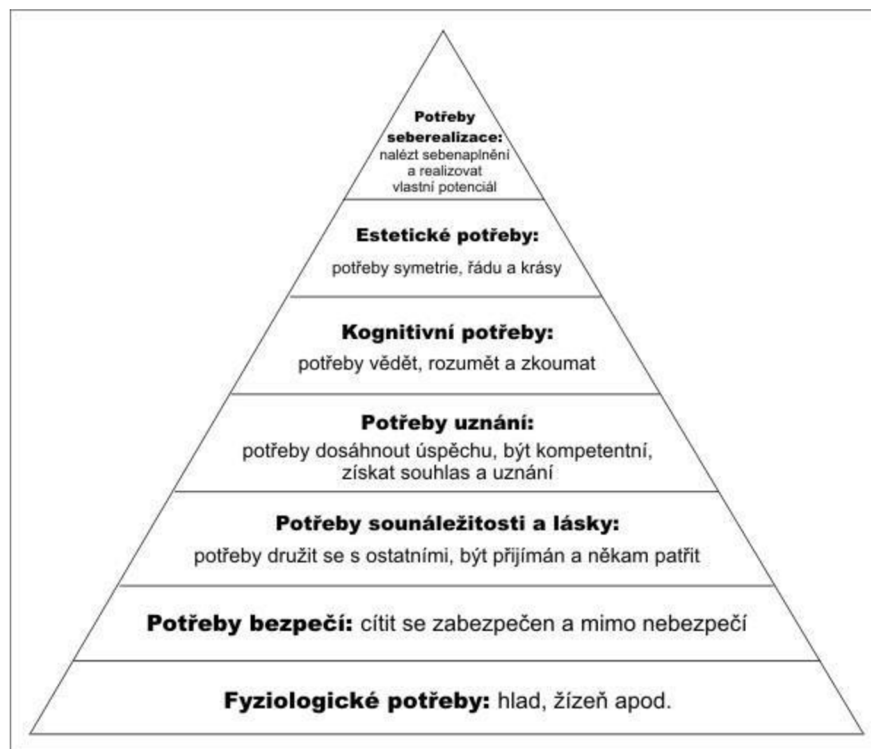 Potřeby
seberealizace:
nalézt sebenaplnění
a realizovat
vlastní potenciál
Estetické potřeby:
potřeby symetrie, řádu a krásy
Kognitivní potřeby:
potřeby vědět, rozumět a zkoumat
Potřeby uznání:
potřeby dosáhnout úspěchu, být kompetentní,
získat souhlas a uznání
Potřeby sounáležitosti a lásky:
potřeby družit se s ostatními, být přijímán a někam patřit
Potřeby bezpečí: cítit se zabezpečen a mimo nebezpečí
Fyziologické potřeby: hlad, žízeň apod.